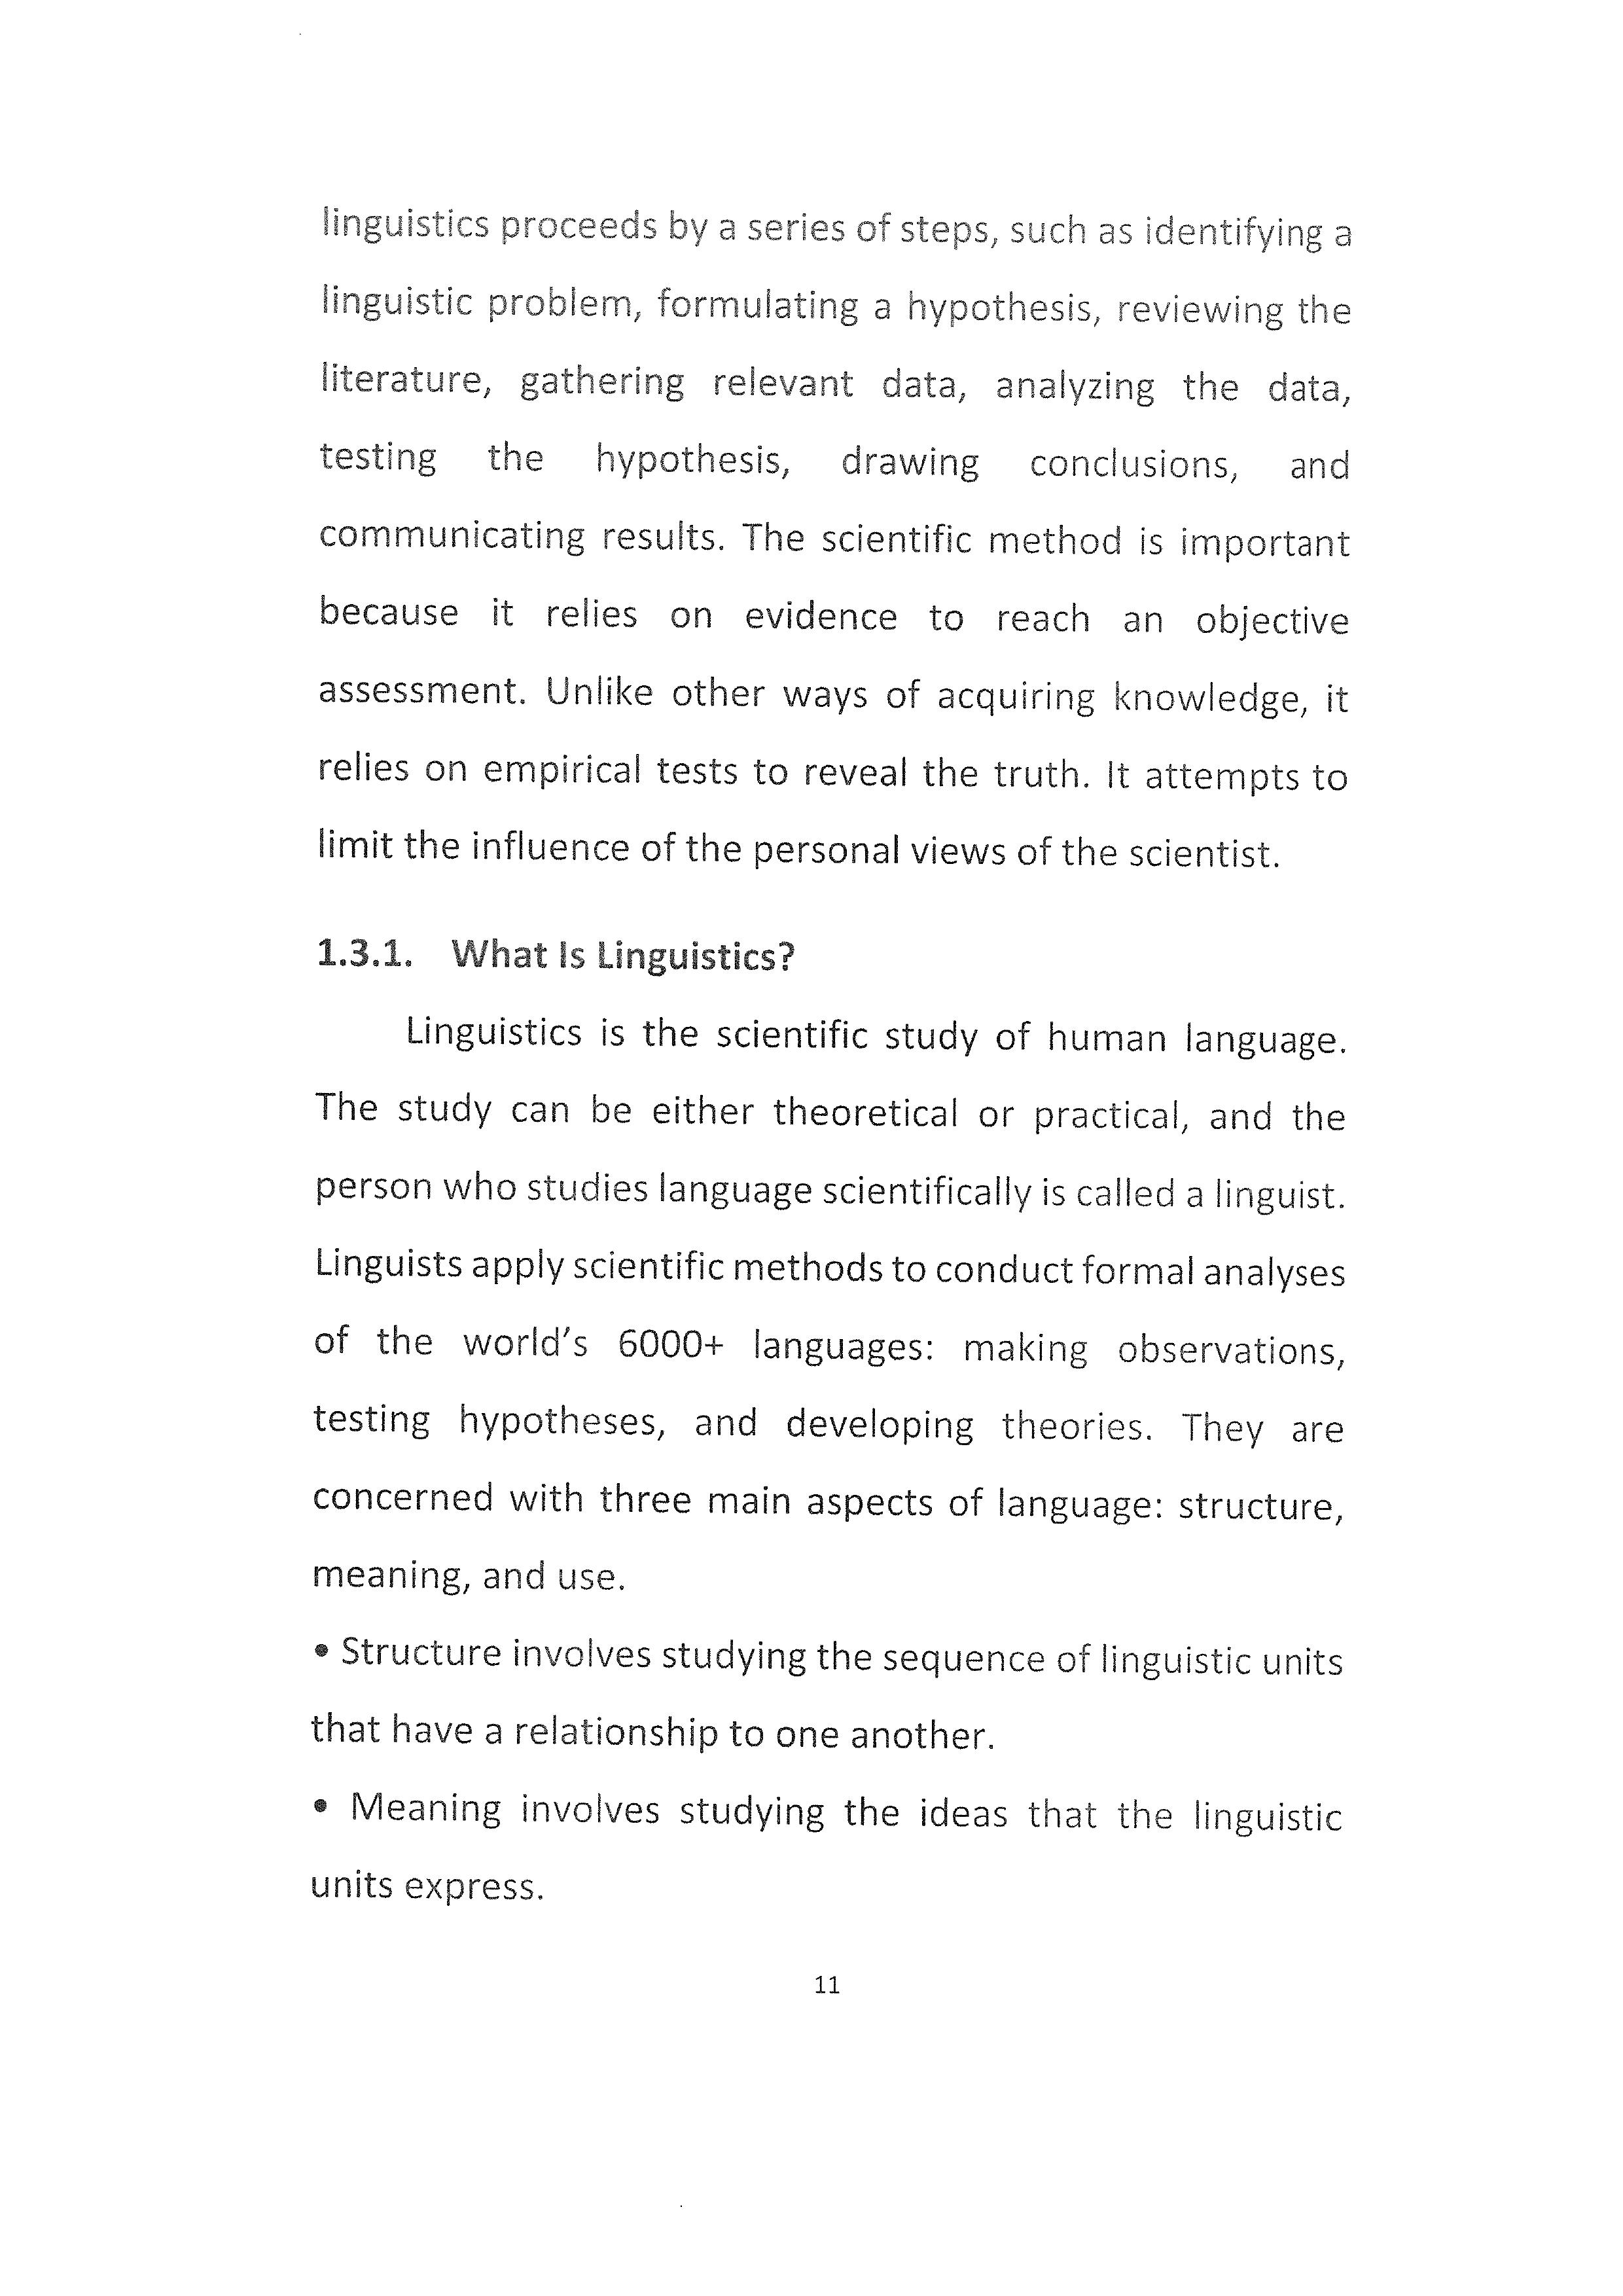 linguistics proceeds by a series of steps, such as identifying a
linguistic problem, formulating a hypothesis, reviewing the
literature, gathering relevant data, analyzing the data,
testing the hypothesis, drawing conclusions, and
communicating results. The scientific method is important
because it relies on evidence to reach an objective
assessment. Unlike other ways of acquiring knowledge, it
relies on empirical tests to reveal the truth. It attempts to
limit the influence of the personal views of the scientist.
1.3.1. What Is Linguistics?
Linguistics is the scientific study of human language.
The study can be either theoretical or practical, and the
person who studies language scientifically is called a linguist.
Linguists apply scientific methods to conduct formal analyses
of the world's 6000+ languages: making observations,
testing hypotheses, and developing theories. They are
concerned with three main aspects of language: structure,
meaning, and use.
• Structure involves studying the sequence of linguistic units
that have a relationship to one another.
• Meaning involves studying the ideas that the linguistic
units express.
11